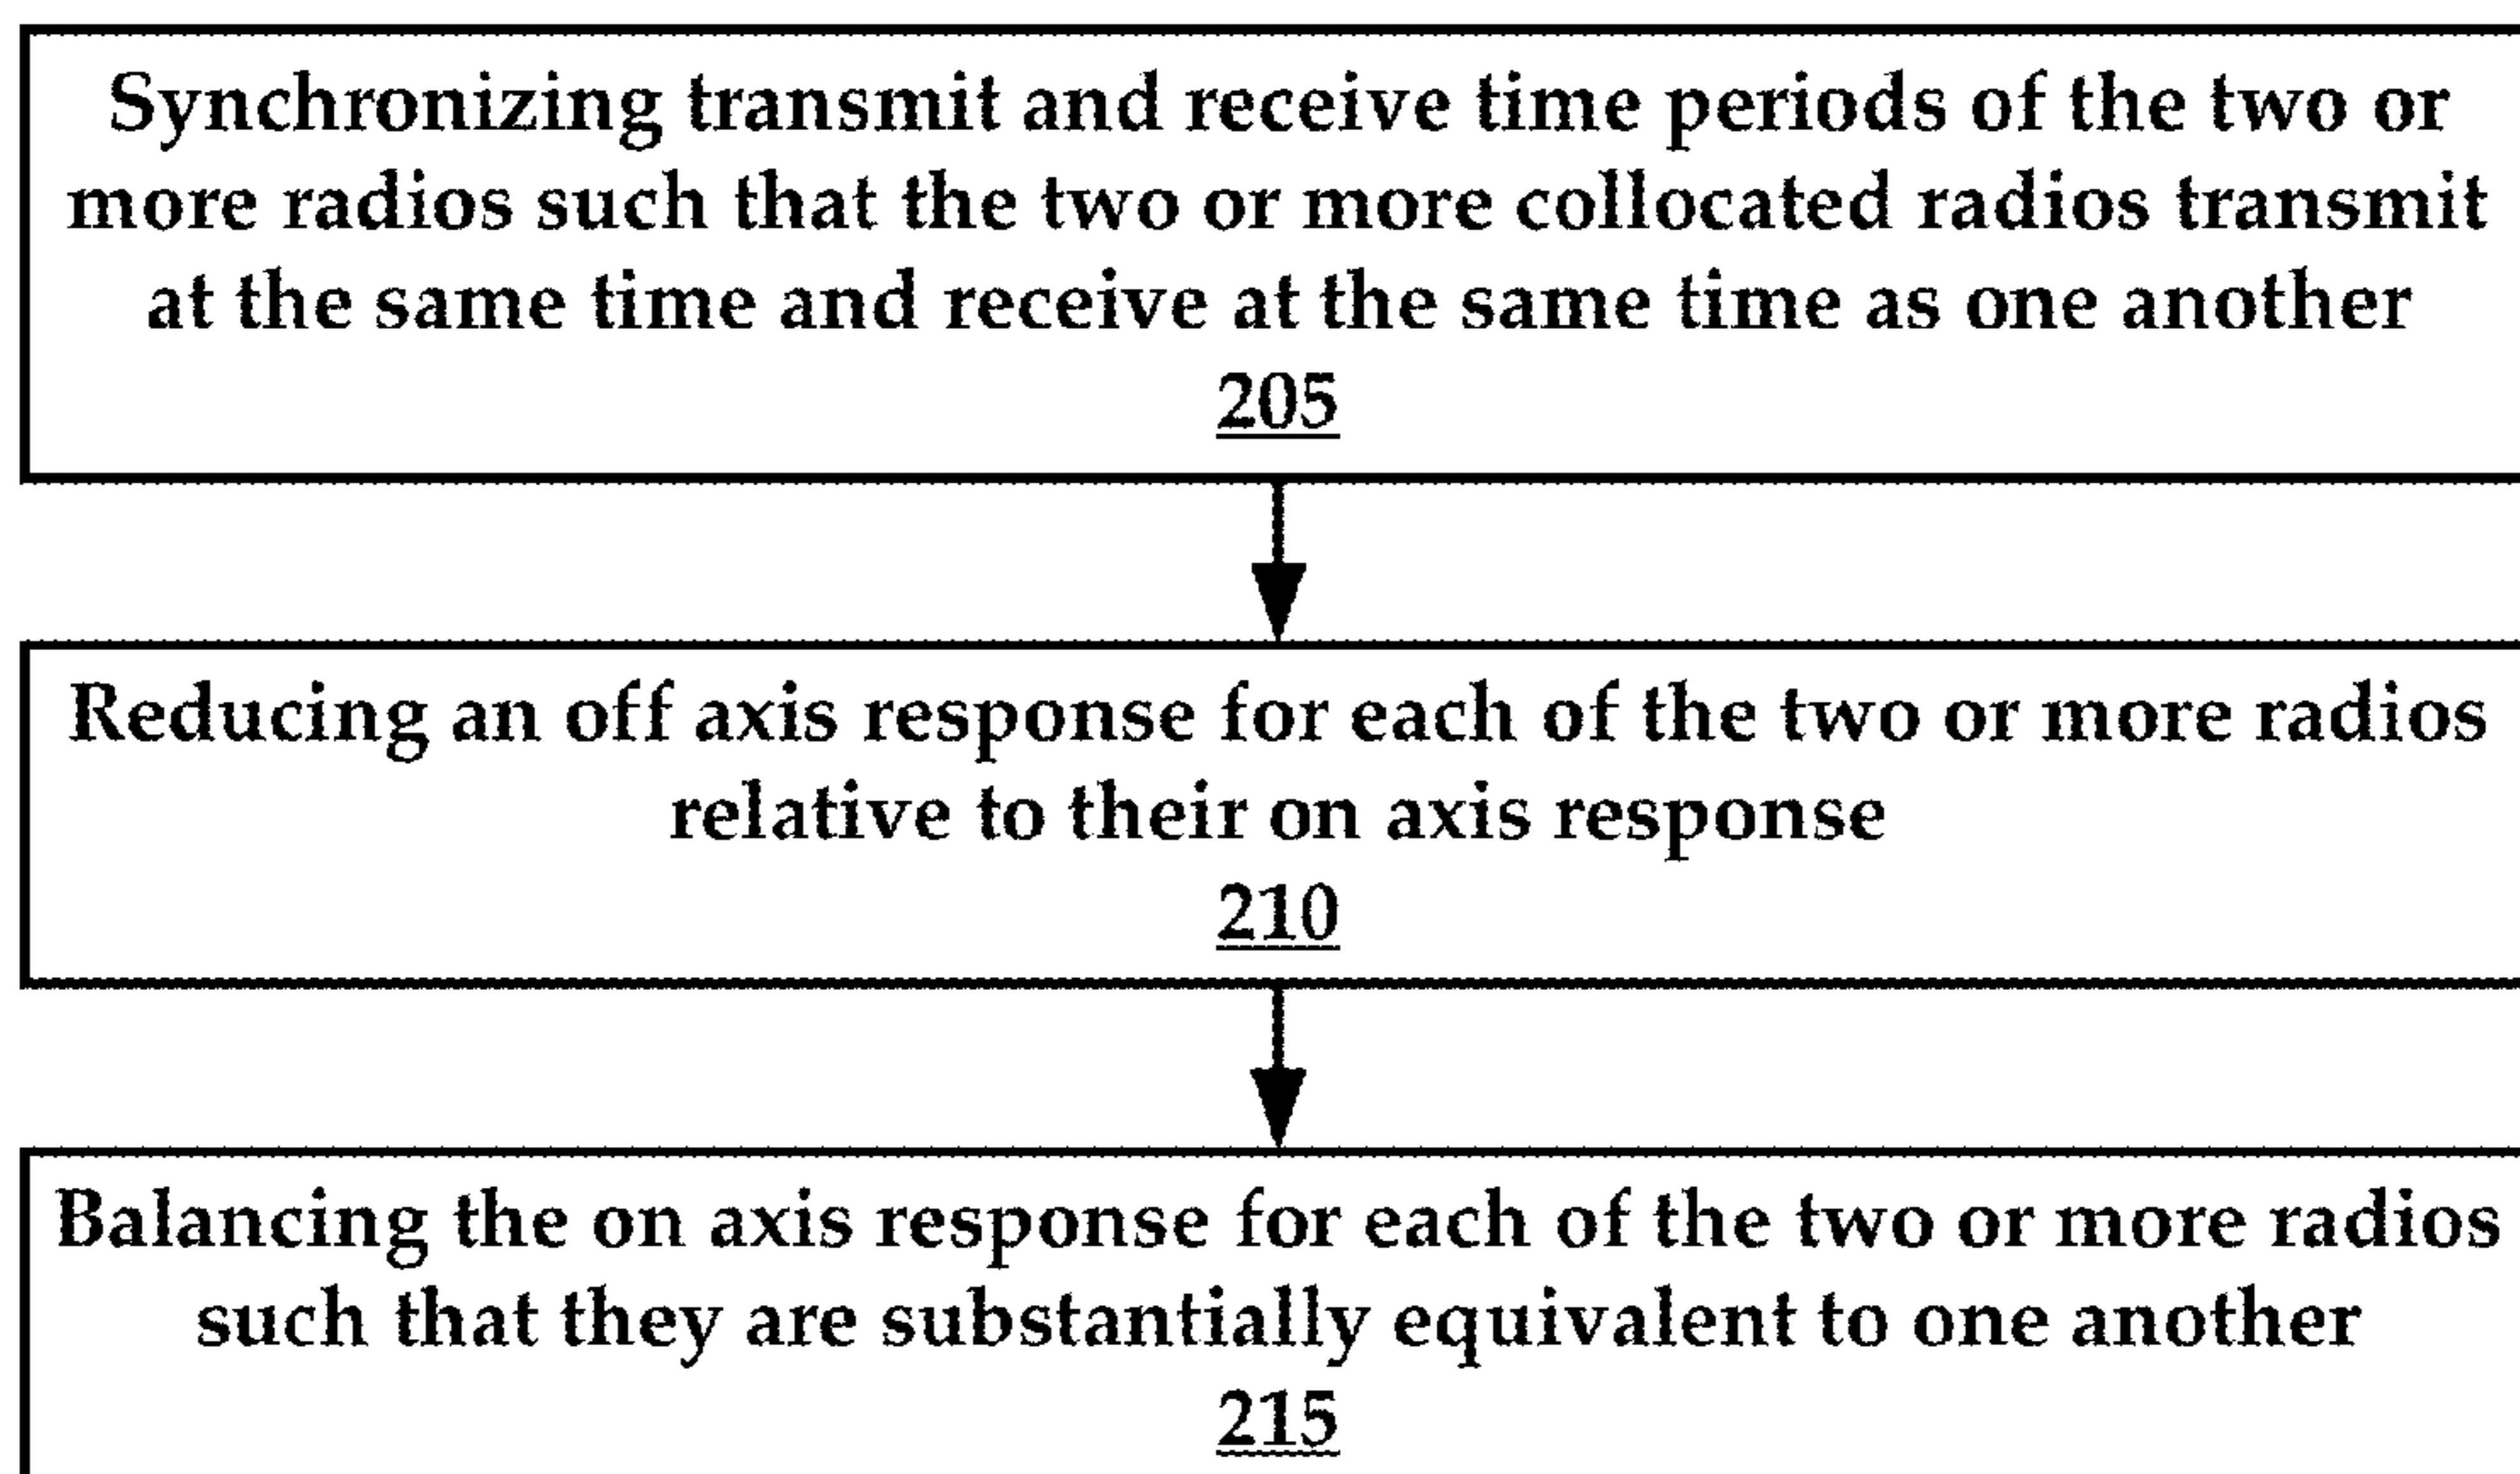 Synchronizing transmit and receive time periods of the two or
more radios such that the two or more collocated radios transmit
at the same time and receive at the same time as one another
205
Reducing an off axis response for each of the two or more radios
relative to their on axis response
210
Balancing the on axis response for each of the two or more radios
such that they are substantially equivalent to one another
215